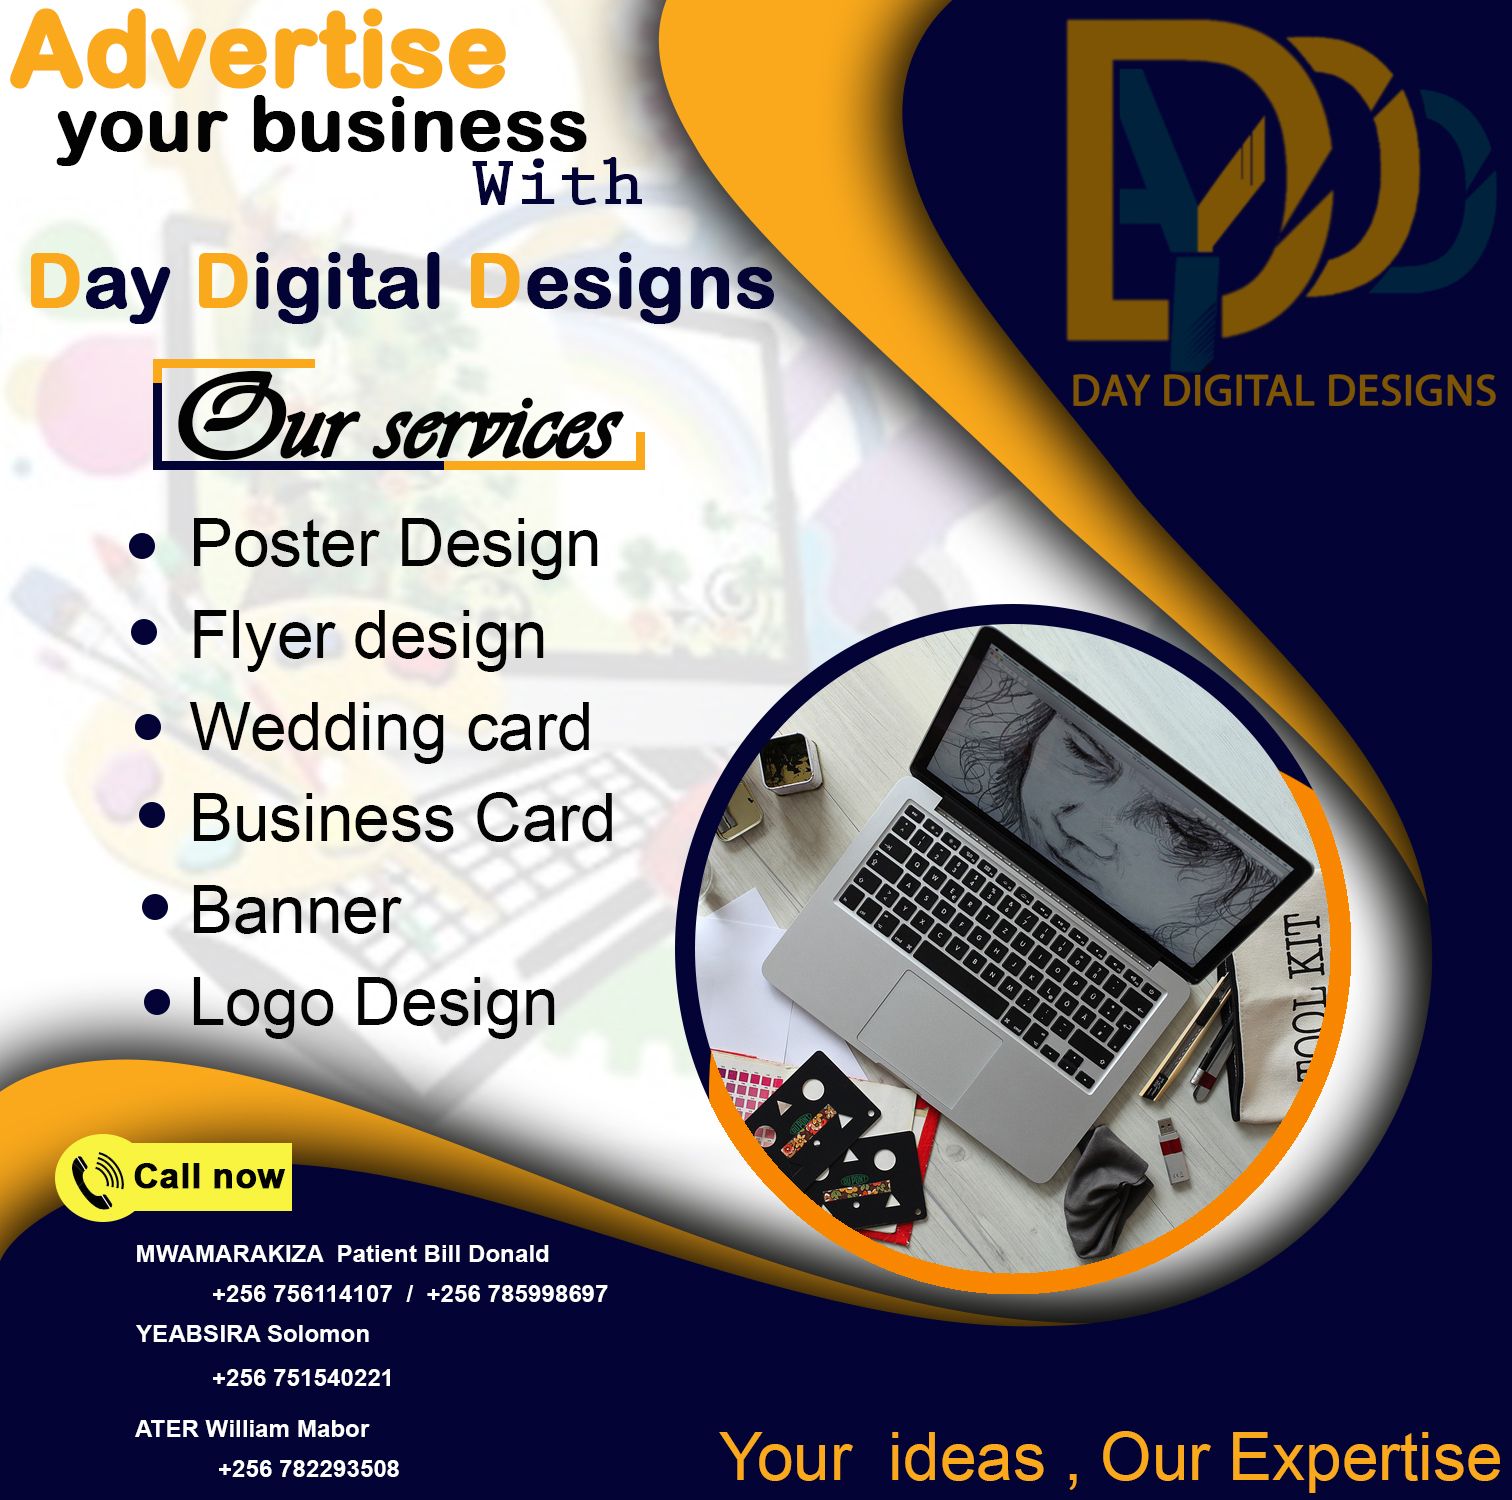 Advertise
your business
With
Day Digital Designs
DAY DIGITAL DESIGNS
Our services
Poster Design
Flyer design
Wedding card
Business Card
Banner
Logo Design
TOOL KIT
Call now
MWAMARAKIZA Patient Bill Donald
+256 756114107 / +256 785998697
YEABSIRA Solomon
+256 751540221
ATER William Mabor
+256 782293508
Your ideas , Our Expertise